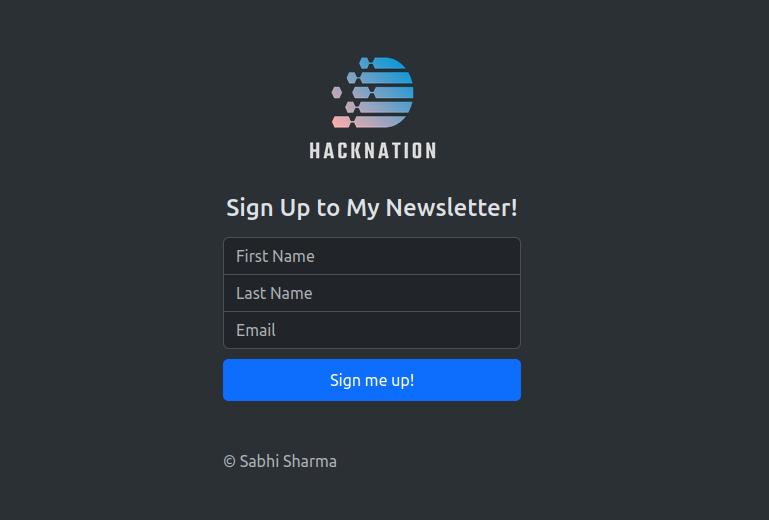 HACKNATION
Sign Up to My Newsletter!
First Name
Last Name
Email
Sign me up!
© Sabhi Sharma